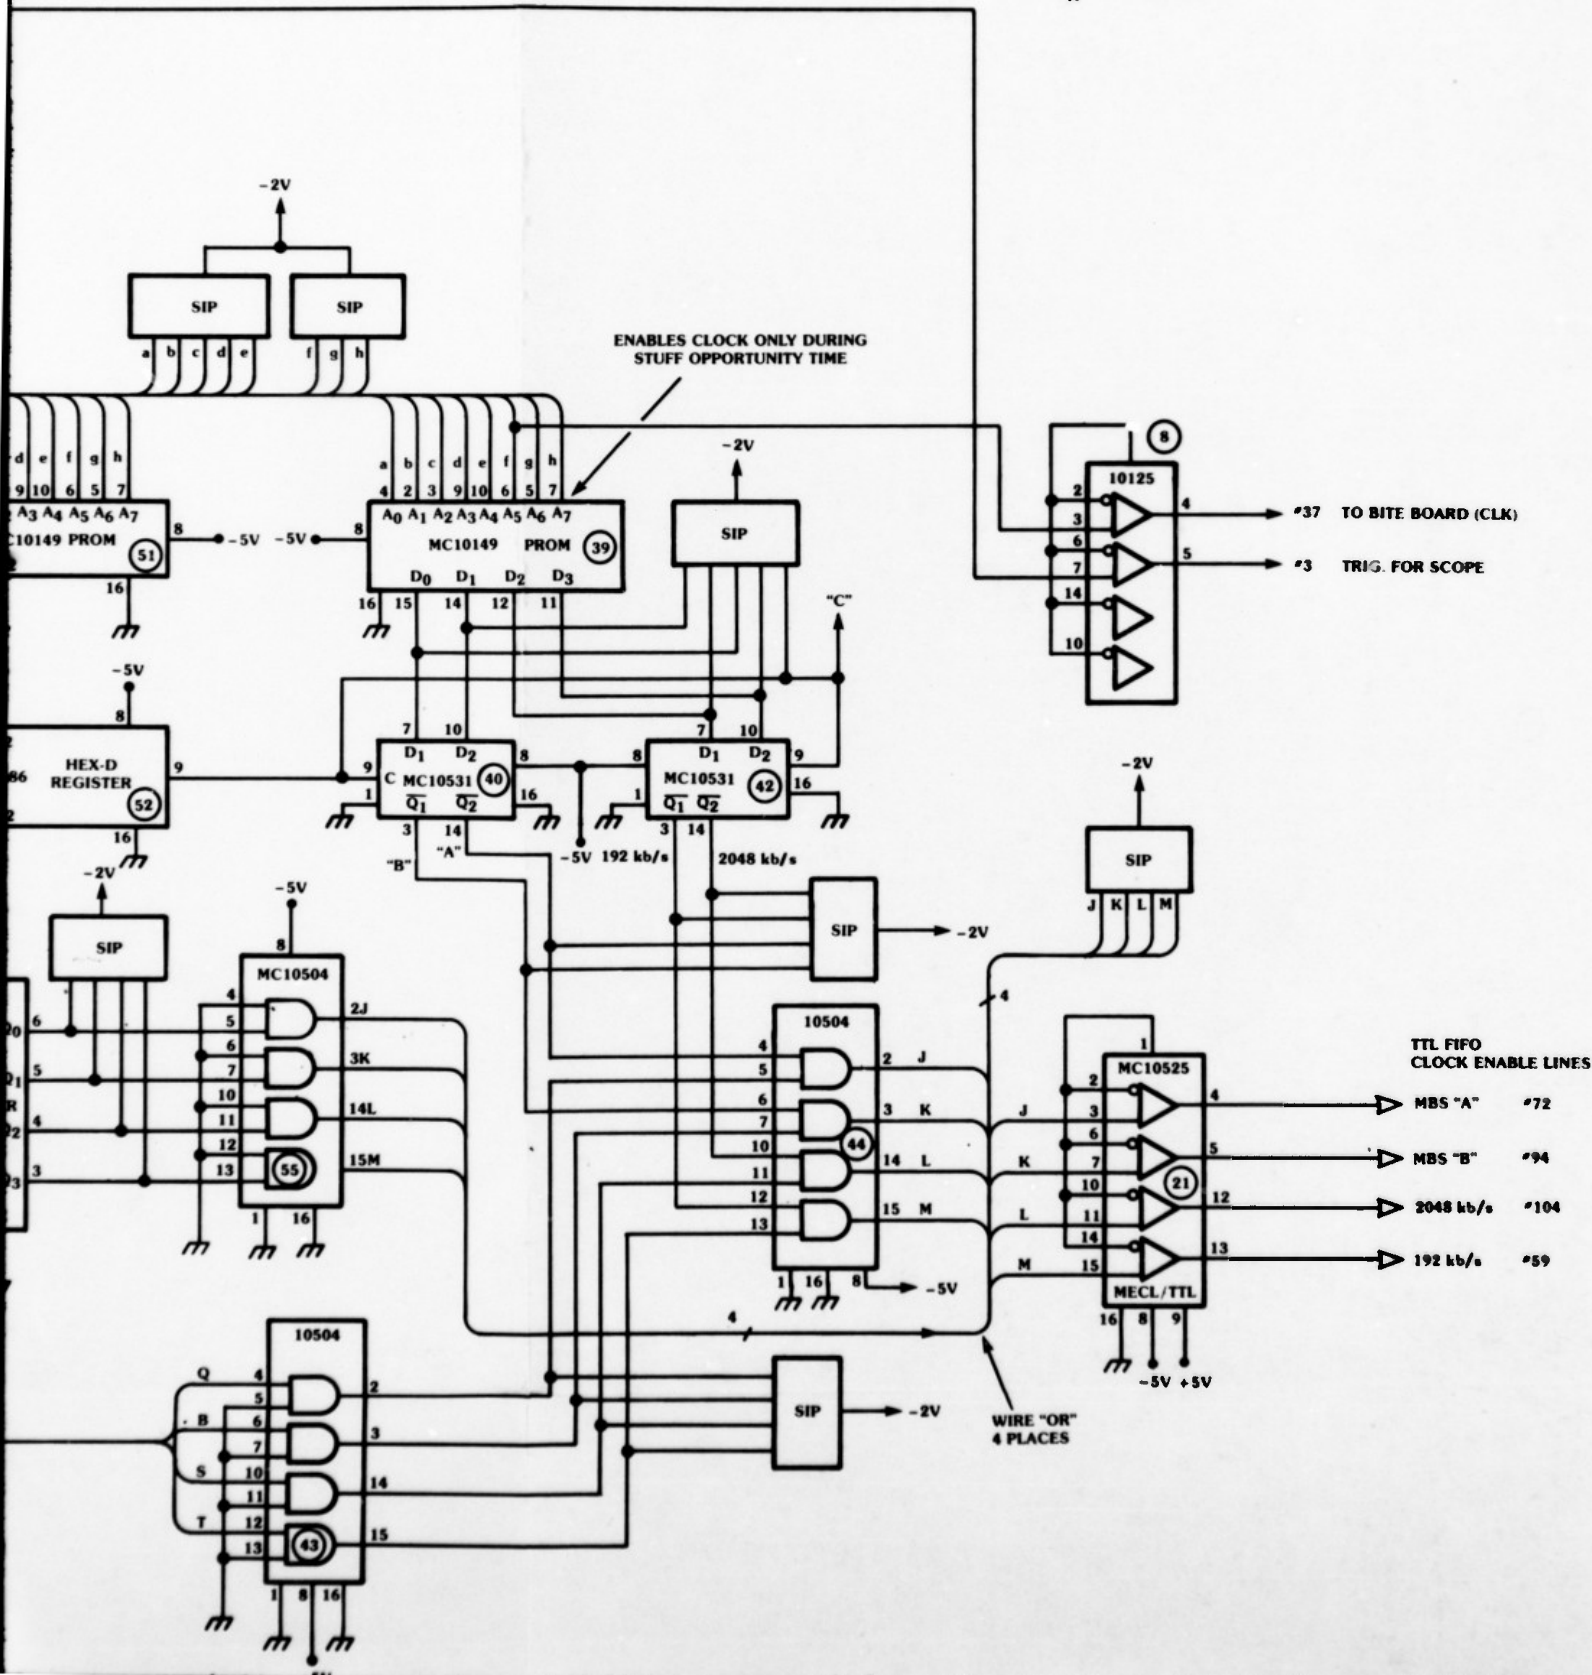 -2V
SIP SIP
a b c d e f g h
ENABLES CLOCK ONLY DURING
STUFF OPPORTUNITY TIME
d e f g h
9 10 6 5 7
A3 A4 A5 A6 A7
C10149 PROM 51
8 -5V
16
a b c d e f g h
4 2 3 9 10 6 5 7
A0 A1 A2 A3 A4 A5 A6 A7
-5V 8 MC10149 PROM 39
D0 D1 D2 D3
16 15 14 12 11
-2V
SIP
"C"
8
10125
2 3 4 #37 TO BITE BOARD (CLK)
6 7 5 #3 TRIG. FOR SCOPE
14
10
-5V
8
HEX-D
REGISTER
86
52
9
16
7 10
D1 D2
9 C MC10531 40 8
1 Q1 Q2 16
3 14
"B" "A"
-5V
7 10
D1 D2
8 MC10531 42 9
1 Q1 Q2 16
3 14
192 kb/s 2048 kb/s
SIP -2V
-2V
SIP
J K L M
-2V
SIP
-5V
8
MC10504
4
5
6
7
10
11
12
13
2J
3K
14L
15M
55
1 16
6
5
R
4
3
4
10504
4
5
6
7
10
11
12
13
2 J
3 K
14 L
15 M
44
1 16 8 -5V
1
MC10525
2
3
6
7
10
11
14
15
J
K
L
M
21
4
5
12
13
MECL/TTL
16 8 9
-5V +5V
TTL FIFO
CLOCK ENABLE LINES
MBS "A" #72
MBS "B" #94
2048 kb/s #104
192 kb/s #59
4
WIRE "OR"
4 PLACES
10504
Q 4
5
B 6
7
S 10
11
T 12
13
2
3
14
15
43
1 8 16
SIP -2V